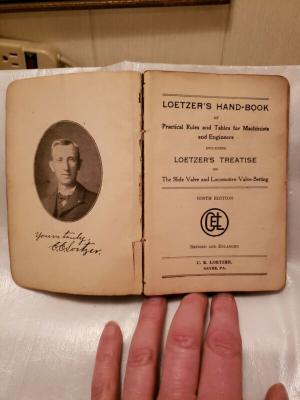 Yours truly,
C.E. Loetzer.
LOETZER'S HAND-BOOK
OF
Practical Rules and Tables for Machinists
and Engineers
INCLUDING
LOETZER'S TREATISE
ON
The Slide Valve and Locomotive Valve-Setting
NINTH EDITION
CEL
REVISED AND ENLARGED
C. E. LOETZER,
SAYRE, PA.